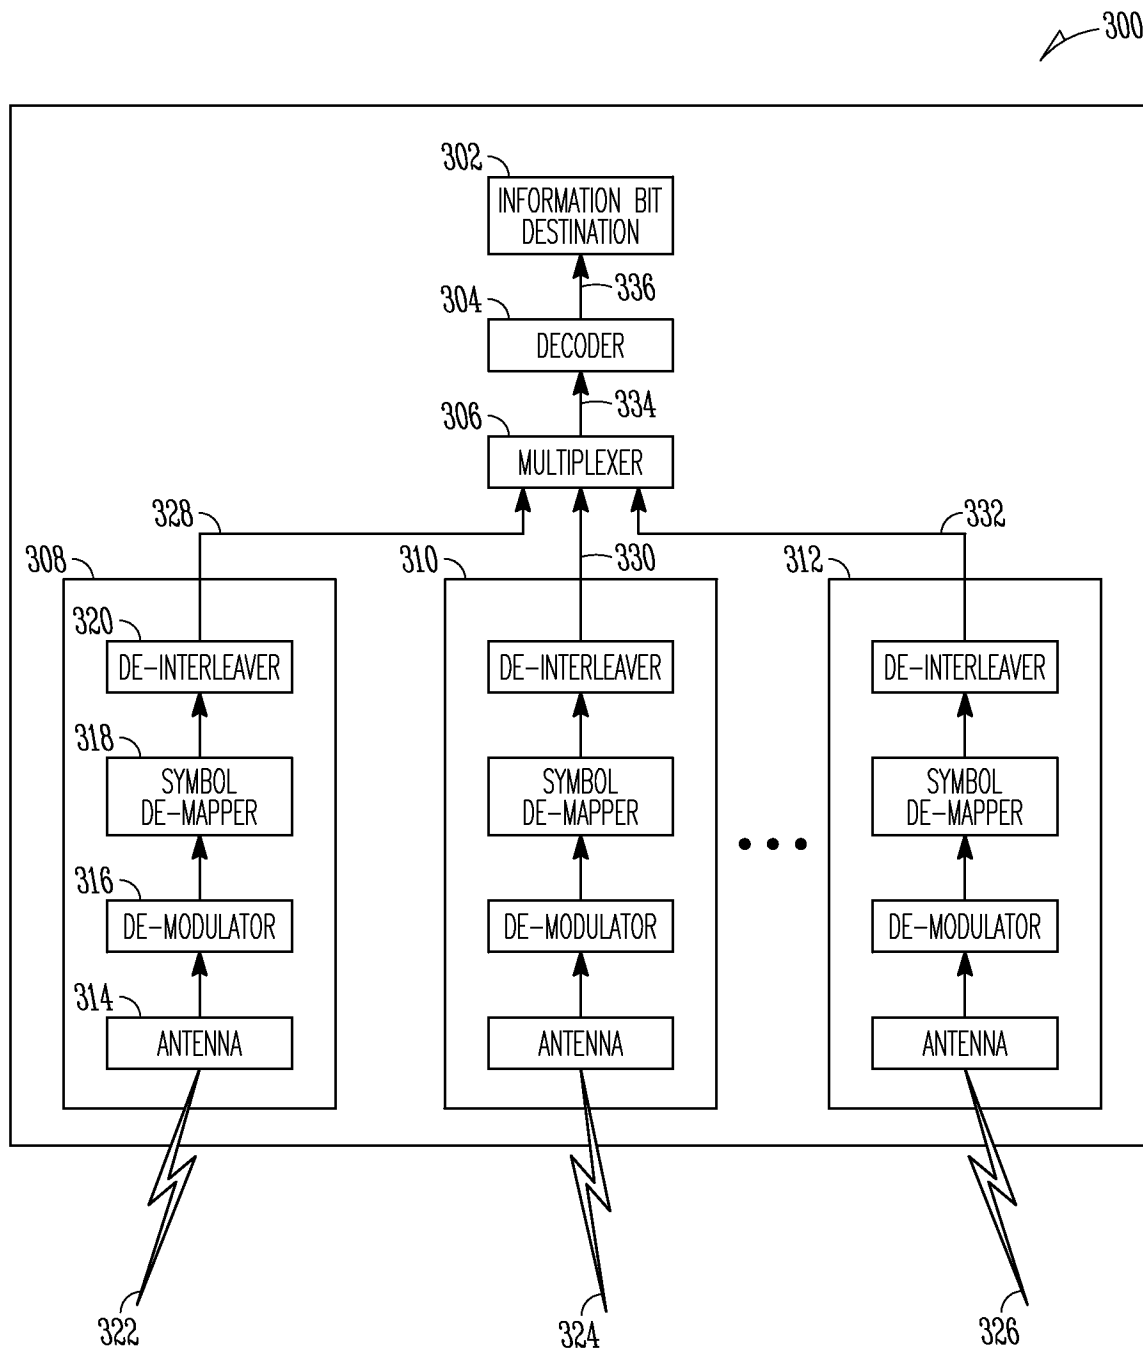 300
302
INFORMATION BIT
DESTINATION
336
304
DECODER
334
306
MULTIPLEXER
328
332
308
310
330
312
320
DE-INTERLEAVER
DE-INTERLEAVER
DE-INTERLEAVER
318
SYMBOL
DE-MAPPER
SYMBOL
DE-MAPPER
SYMBOL
DE-MAPPER
316
DE-MODULATOR
DE-MODULATOR
DE-MODULATOR
314
ANTENNA
ANTENNA
ANTENNA
322
324
326